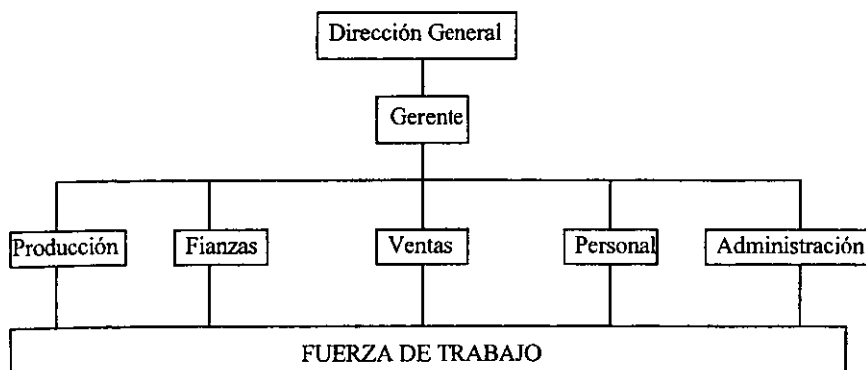 Dirección General
Gerente
Producción
Fianzas
Ventas
Personal
Administración
FUERZA DE TRABAJO